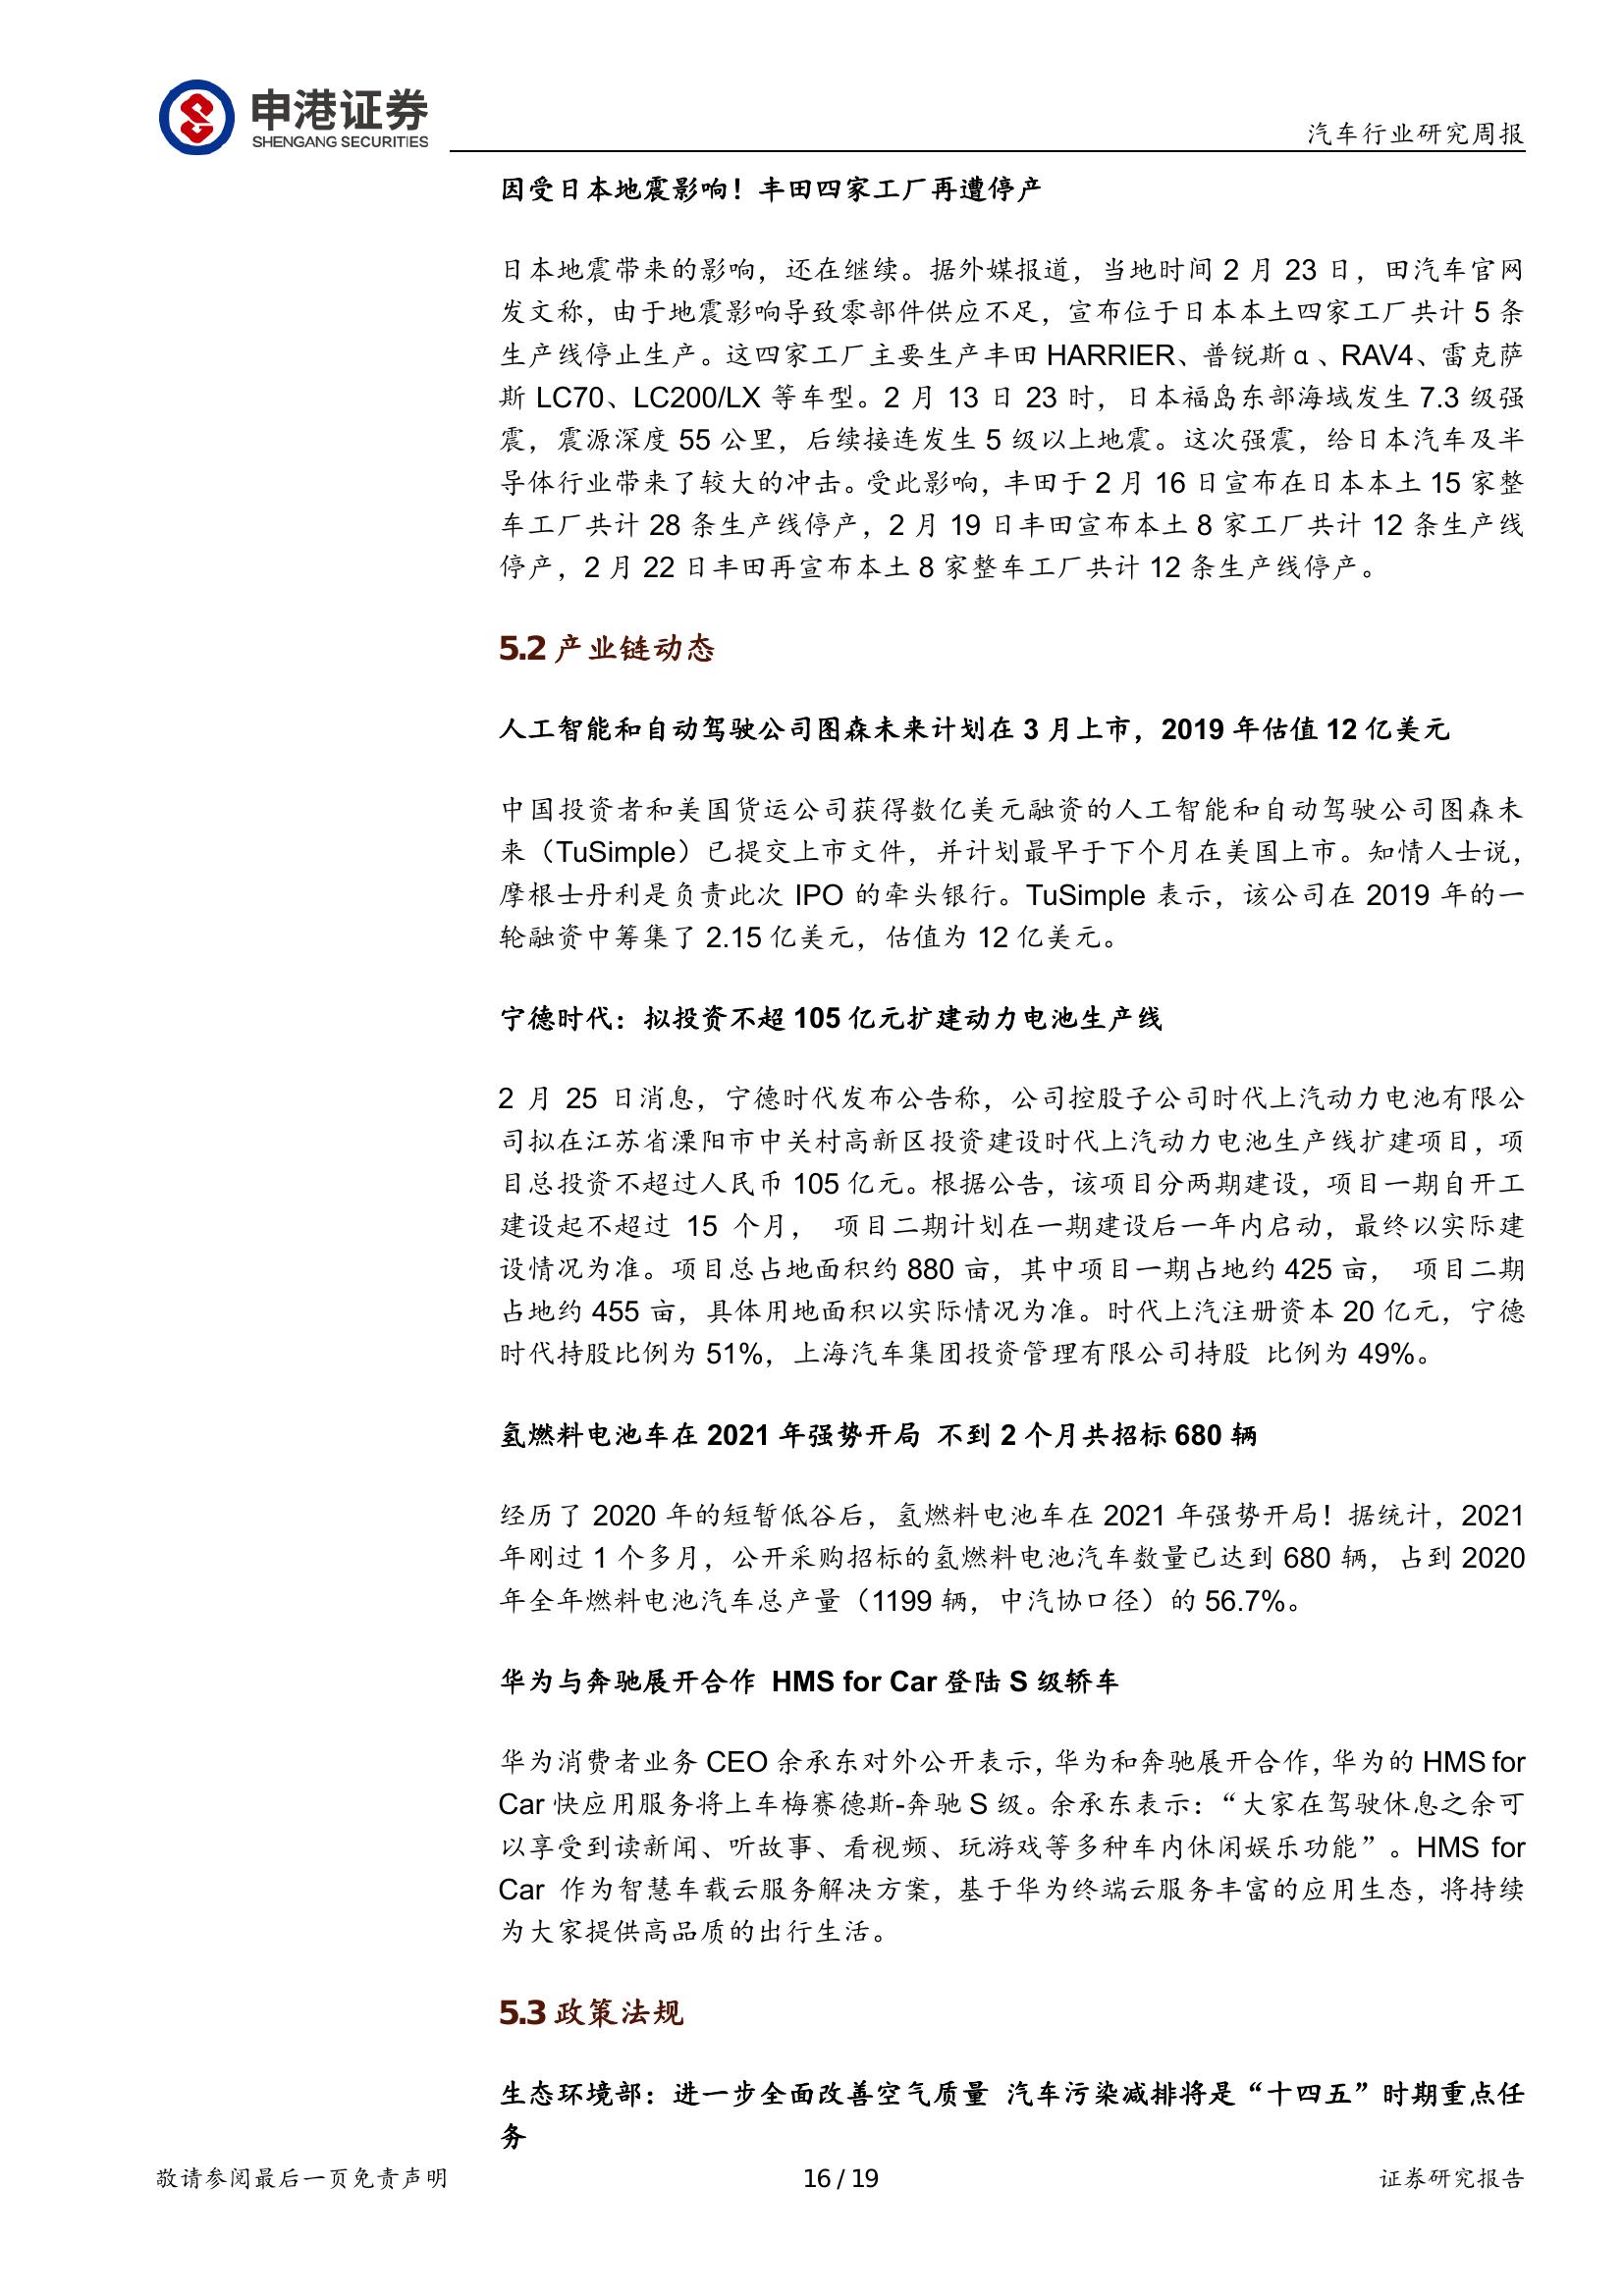 申港证券
SHENGANG SECURITIES
汽车行业研究周报
因受日本地震影响！丰田四家工厂再遭停产
日本地震带来的影响，还在继续。据外媒报道，当地时间 2 月 23 日，田汽车官网
发文称，由于地震影响导致零部件供应不足，宣布位于日本本土四家工厂共计 5 条
生产线停止生产。这四家工厂主要生产丰田 HARRIER、普锐斯α、RAV4、雷克萨
斯 LC70、LC200/LX 等车型。2 月 13 日 23 时，日本福岛东部海域发生 7.3 级强
震，震源深度 55 公里，后续接连发生 5 级以上地震。这次强震，给日本汽车及半
导体行业带来了较大的冲击。受此影响，丰田于 2 月 16 日宣布在日本本土 15 家整
车工厂共计 28 条生产线停产，2 月 19 日丰田宣布本土 8 家工厂共计 12 条生产线
停产，2 月 22 日丰田再宣布本土 8 家整车工厂共计 12 条生产线停产。
5.2 产业链动态
人工智能和自动驾驶公司图森未来计划在 3 月上市，2019 年估值 12 亿美元
中国投资者和美国货运公司获得数亿美元融资的人工智能和自动驾驶公司图森未
来（TuSimple）已提交上市文件，并计划最早于下个月在美国上市。知情人士说，
摩根士丹利是负责此次 IPO 的牵头银行。TuSimple 表示，该公司在 2019 年的一
轮融资中筹集了 2.15 亿美元，估值为 12 亿美元。
宁德时代：拟投资不超 105 亿元扩建动力电池生产线
2 月 25 日消息，宁德时代发布公告称，公司控股子公司时代上汽动力电池有限公
司拟在江苏省溧阳市中关村高新区投资建设时代上汽动力电池生产线扩建项目，项
目总投资不超过人民币 105 亿元。根据公告，该项目分两期建设，项目一期自开工
建设起不超过 15 个月， 项目二期计划在一期建设后一年内启动，最终以实际建
设情况为准。项目总占地面积约 880 亩，其中项目一期占地约 425 亩， 项目二期
占地约 455 亩，具体用地面积以实际情况为准。时代上汽注册资本 20 亿元，宁德
时代持股比例为 51%，上海汽车集团投资管理有限公司持股 比例为 49%。
氢燃料电池车在 2021 年强势开局 不到 2 个月共招标 680 辆
经历了 2020 年的短暂低谷后，氢燃料电池车在 2021 年强势开局！据统计，2021
年刚过 1 个多月，公开采购招标的氢燃料电池汽车数量已达到 680 辆，占到 2020
年全年燃料电池汽车总产量（1199 辆，中汽协口径）的 56.7%。
华为与奔驰展开合作 HMS for Car 登陆 S 级轿车
华为消费者业务 CEO 余承东对外公开表示，华为和奔驰展开合作，华为的 HMS for
Car 快应用服务将上车梅赛德斯-奔驰 S 级。余承东表示：“大家在驾驶休息之余可
以享受到读新闻、听故事、看视频、玩游戏等多种车内休闲娱乐功能”。HMS for
Car 作为智慧车载云服务解决方案，基于华为终端云服务丰富的应用生态，将持续
为大家提供高品质的出行生活。
5.3 政策法规
生态环境部：进一步全面改善空气质量 汽车污染减排将是“十四五”时期重点任
务
敬请参阅最后一页免责声明
16 / 19
证券研究报告